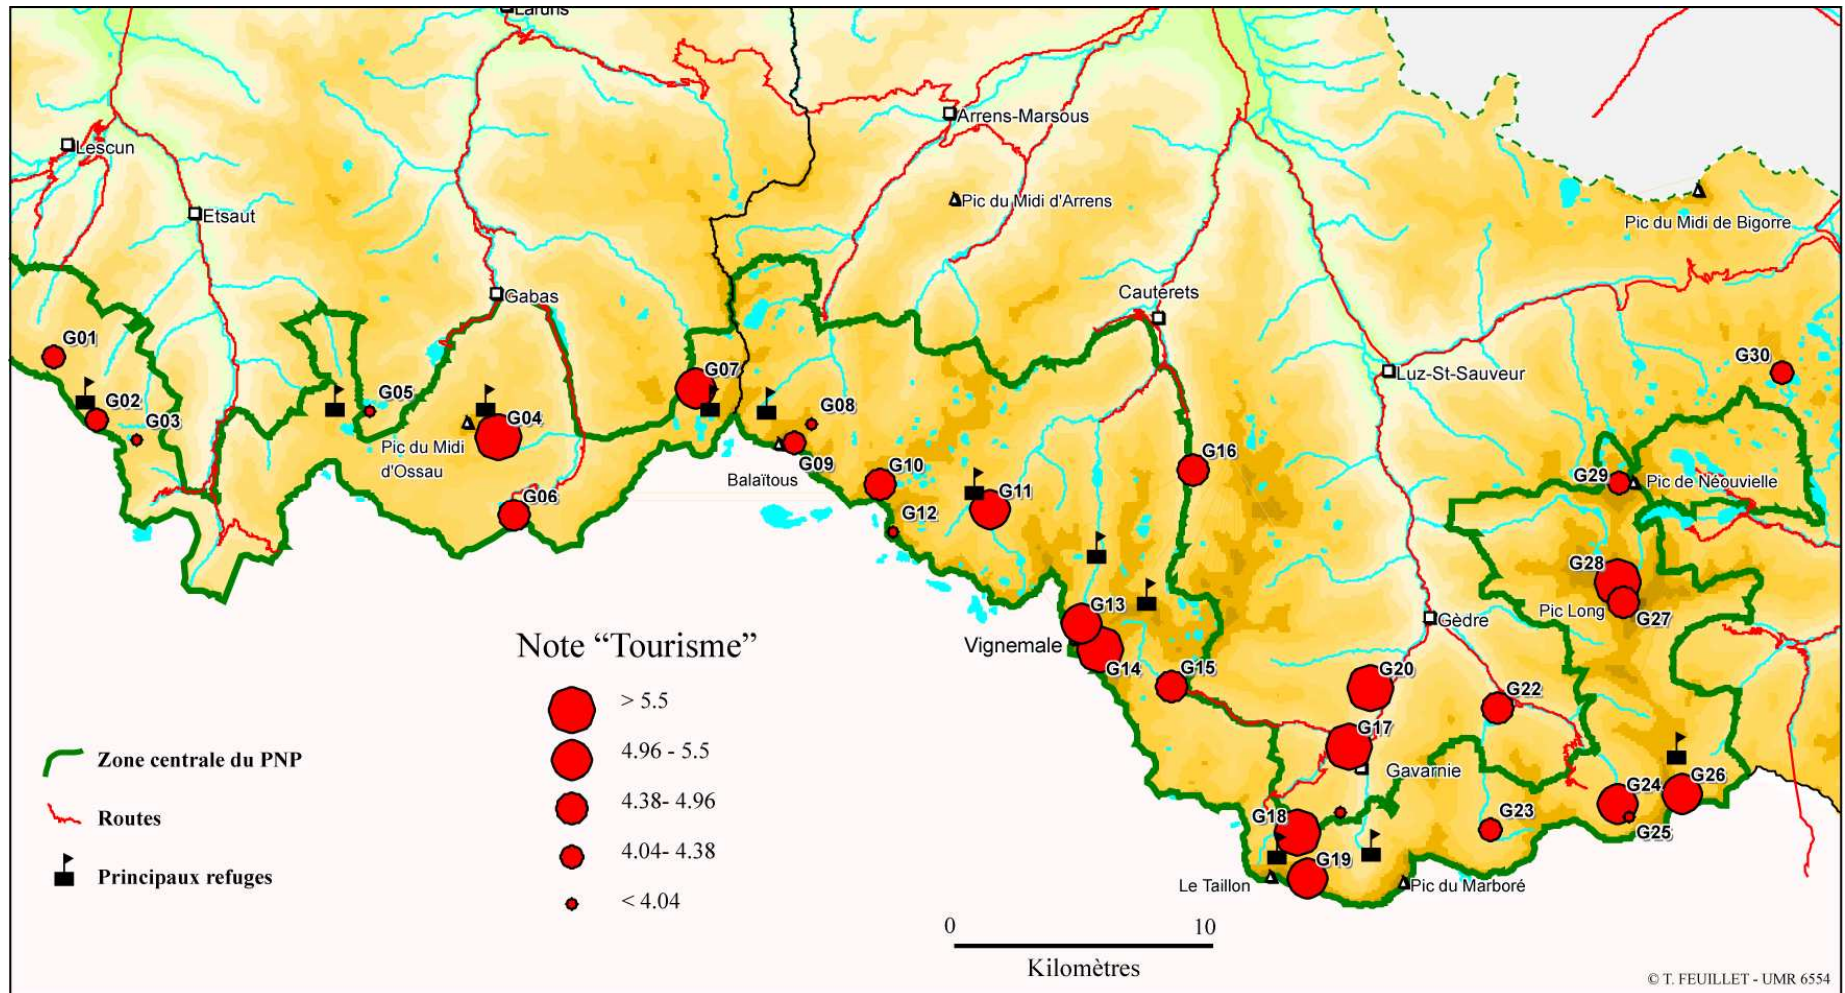 Laruns
Arrens-Marsous
Lescun
Pic du Midi d'Arrens
Etsaut
Pic du Midi de Bigorre
Gabas
Cauterets
G01
G07
Luz-St-Sauveur
G30
G02
G05
G08
G03
G04
Pic du Midi
d'Ossau
G09
G16
Balaïtous
G10
G29
Pic de Néouvielle
G11
G06
G12
G28
G13
Pic Long
G27
Gèdre
Note “Tourisme”
Vignemale
G14
G15
G20
G22
> 5.5
G17
4.96 - 5.5
Zone centrale du PNP
Gavarnie
G26
G24
4.38- 4.96
Routes
G18
G23
G25
4.04- 4.38
G19
Principaux refuges
Le Taillon
Pic du Marboré
< 4.04
0 10
Kilomètres
© T. FEUILLET - UMR 6554